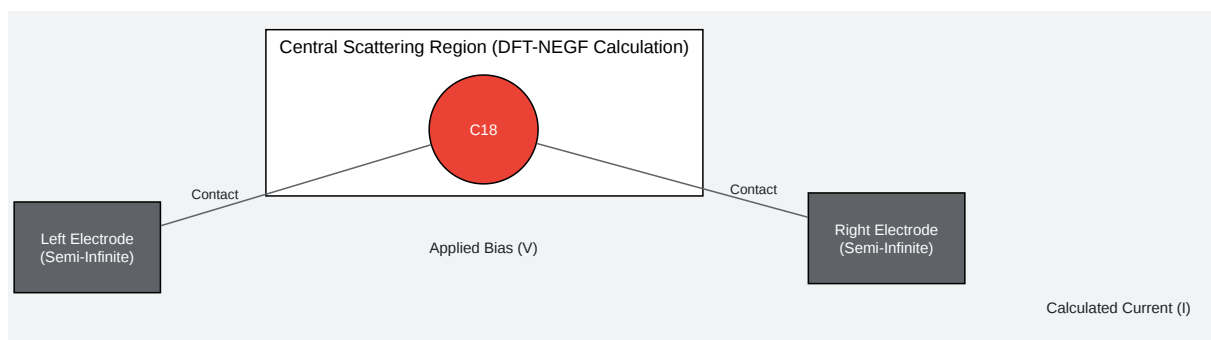 Central Scattering Region (DFT-NEGF Calculation)
C18
Contact
Contact
Left Electrode
(Semi-Infinite)
Right Electrode
(Semi-Infinite)
Applied Bias (V)
Calculated Current (I)